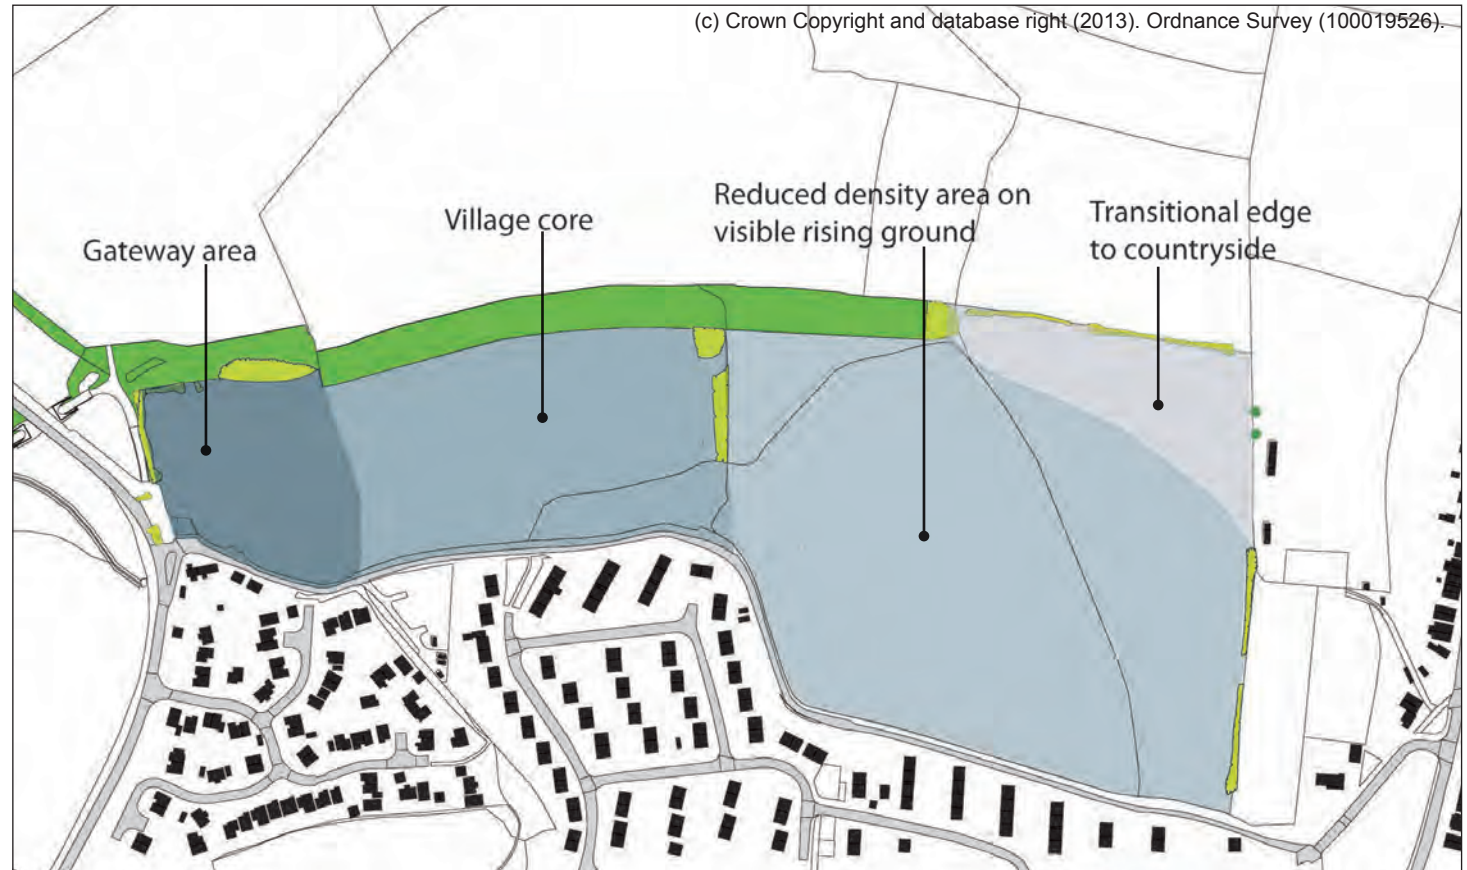 (c) Crown Copyright and database right (2013). Ordnance Survey (100019526).
Gateway area
Village core
Reduced density area on
visible rising ground
Transitional edge
to countryside